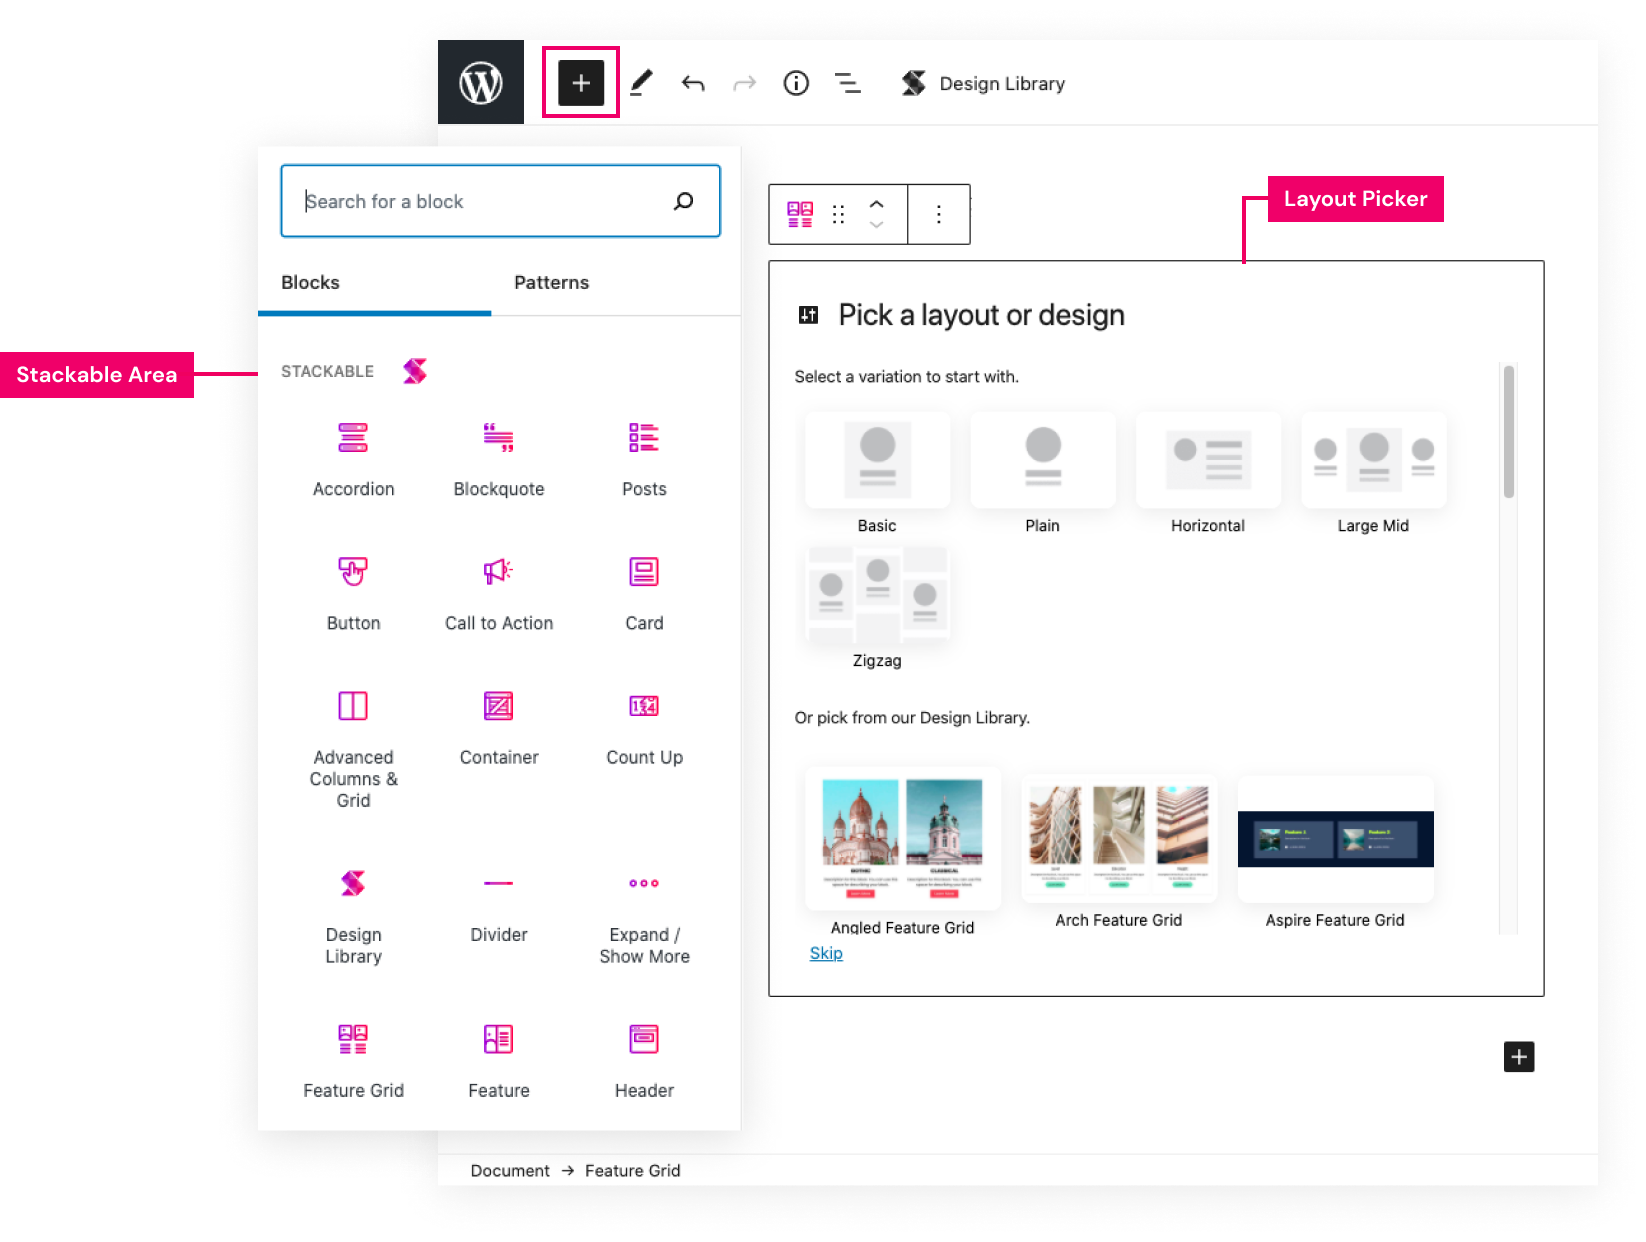 Design Library
Search for a block
Layout Picker
Blocks
Patterns
Pick a layout or design
Stackable Area
STACKABLE
Select a variation to start with.
Accordion
Blockquote
Posts
Basic
Plain
Horizontal
Large Mid
Button
Call to Action
Card
Zigzag
Or pick from our Design Library.
Advanced
Columns &
Grid
Container
Count Up
Angled Feature Grid
Arch Feature Grid
Aspire Feature Grid
Skip
Design
Library
Divider
Expand /
Show More
Feature Grid
Feature
Header
Document → Feature Grid